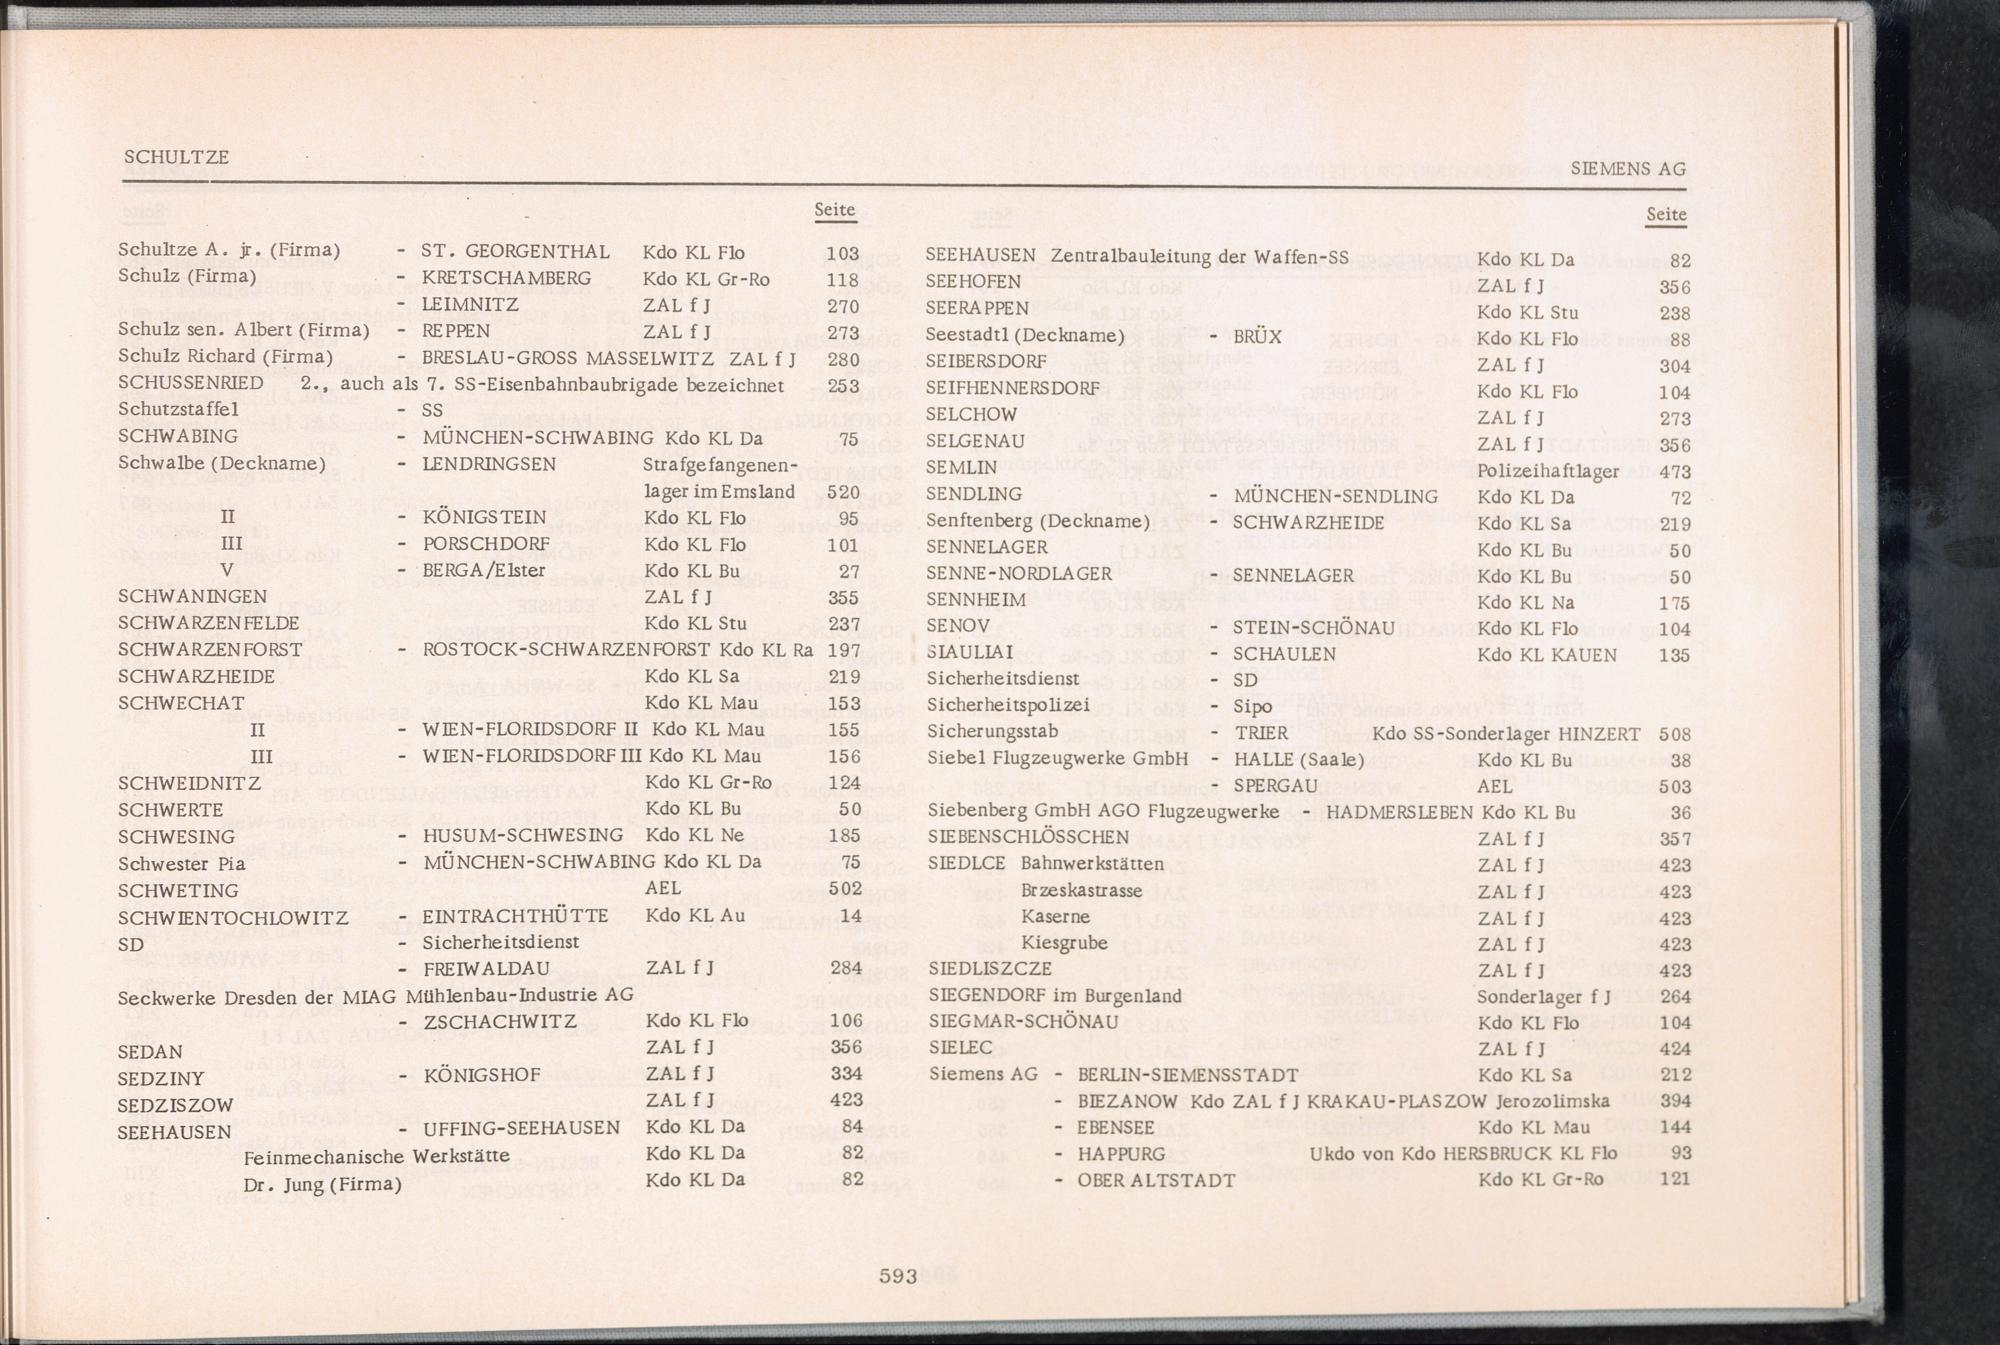 SCHULTZE
SIEMENS AG
Seite
Schultze A. jr. (Firma) - ST. GEORGENTHAL Kdo KL Flo 103
Schulz (Firma) - KRETSCHAMBERG Kdo KL Gr-Ro 118
- LEIMNITZ ZAL f J 270
Schulz sen. Albert (Firma) - REPPEN ZAL f J 273
Schulz Richard (Firma) - BRESLAU-GROSS MASSELWITZ ZAL f J 280
SCHUSSENRIED 2., auch als 7. SS-Eisenbahnbaubrigade bezeichnet 253
Schutzstaffel - SS
SCHWABING - MÜNCHEN-SCHWABING Kdo KL Da 75
Schwalbe (Deckname) - LENDRINGSEN Strafgefangenen-
lager im Emsland 520
II - KÖNIGSTEIN Kdo KL Flo 95
III - PORSCHDORF Kdo KL Flo 101
V - BERGA/Elster Kdo KL Bu 27
SCHWANINGEN ZAL f J 355
SCHWARZENFELDE Kdo KL Stu 237
SCHWARZENFORST - ROSTOCK-SCHWARZENFORST Kdo KL Ra 197
SCHWARZHEIDE Kdo KL Sa 219
SCHWECHAT Kdo KL Mau 153
II - WIEN-FLORIDSDORF II Kdo KL Mau 155
III - WIEN-FLORIDSDORF III Kdo KL Mau 156
SCHWEIDNITZ Kdo KL Gr-Ro 124
SCHWERTE Kdo KL Bu 50
SCHWESING - HUSUM-SCHWESING Kdo KL Ne 185
Schwester Pia - MÜNCHEN-SCHWABING Kdo KL Da 75
SCHWETING AEL 502
SCHWIENTOCHLOWITZ - EINTRACHTHÜTTE Kdo KL Au 14
SD - Sicherheitsdienst
- FREIWALDAU ZAL f J 284
Seckwerke Dresden der MIAG Mühlenbau-Industrie AG
- ZSCHACHWITZ Kdo KL Flo 106
SEDAN ZAL f J 356
SEDZINY - KÖNIGSHOF ZAL f J 334
SEDZISZOW ZAL f J 423
SEEHAUSEN - UFFING-SEEHAUSEN Kdo KL Da 84
Feinmechanische Werkstätte Kdo KL Da 82
Dr. Jung (Firma) Kdo KL Da 82
Seite
SEEHAUSEN Zentralbauleitung der Waffen-SS Kdo KL Da 82
SEEHOFEN ZAL f J 356
SEERAPPEN Kdo KL Stu 238
Seestadtl (Deckname) - BRÜX Kdo KL Flo 88
SEIBERSDORF ZAL f J 304
SEIFHENNERSDORF Kdo KL Flo 104
SELCHOW ZAL f J 273
SELGENAU ZAL f J 356
SEMLIN Polizeihaftlager 473
SENDLING - MÜNCHEN-SENDLING Kdo KL Da 72
Senftenberg (Deckname) - SCHWARZHEIDE Kdo KL Sa 219
SENNELAGER Kdo KL Bu 50
SENNE-NORDLAGER - SENNELAGER Kdo KL Bu 50
SENNHEIM Kdo KL Na 175
SENOV - STEIN-SCHÖNAU Kdo KL Flo 104
SIAULIAI - SCHAULEN Kdo KL KAUEN 135
Sicherheitsdienst - SD
Sicherheitspolizei - Sipo
Sicherungsstab - TRIER Kdo SS-Sonderlager HINZERT 508
Siebel Flugzeugwerke GmbH - HALLE (Saale) Kdo KL Bu 38
- SPERGAU AEL 503
Siebenberg GmbH AGO Flugzeugwerke - HADMERSLEBEN Kdo KL Bu 36
SIEBENSCHLÖSSCHEN ZAL f J 357
SIEDLCE Bahnwerkstätten ZAL f J 423
Brzeskastrasse ZAL f J 423
Kaserne ZAL f J 423
Kiesgrube ZAL f J 423
SIEDLISZCZE ZAL f J 423
SIEGENDORF im Burgenland Sonderlager f J 264
SIEGMAR-SCHÖNAU Kdo KL Flo 104
SIELEC ZAL f J 424
Siemens AG - BERLIN-SIEMENSSTADT Kdo KL Sa 212
- BIEZANOW Kdo ZAL f J KRAKAU-PLASZOW Jerozolimska 394
- EBENSEE Kdo KL Mau 144
- HAPPURG Ukdo von Kdo HERSBRUCK KL Flo 93
- OBER ALTSTADT Kdo KL Gr-Ro 121
593